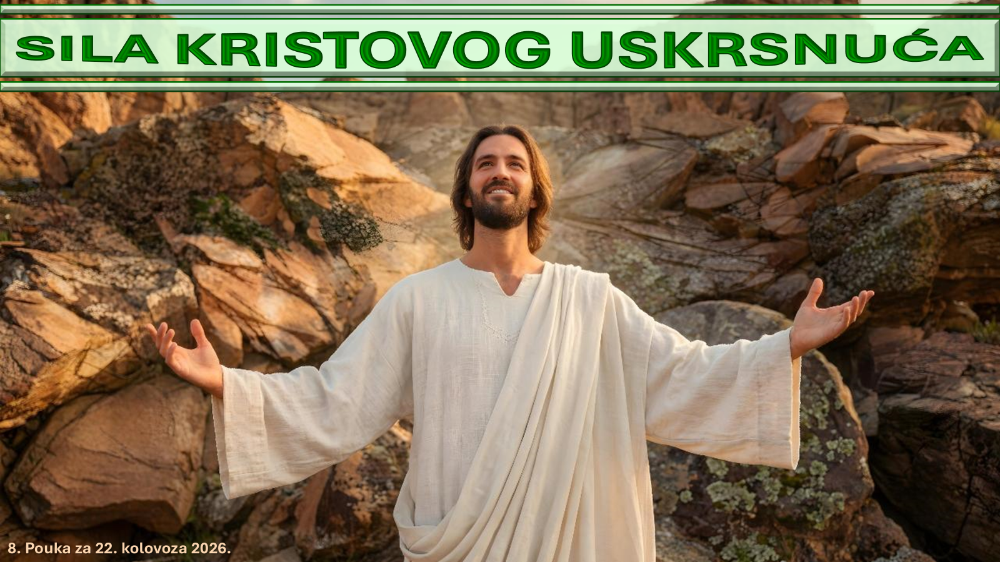 SILA KRISTOVOG USKRSNUĆA
8. Pouka za 22. kolovoza 2026.